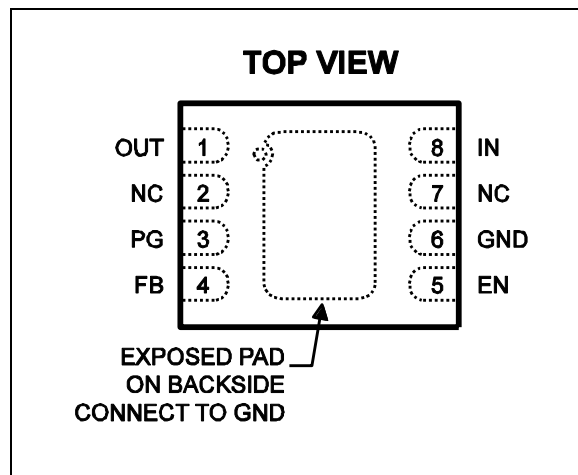 TOP VIEW
OUT 1 8 IN
NC 2 7 NC
PG 3 6 GND
FB 4 5 EN
EXPOSED PAD
ON BACKSIDE
CONNECT TO GND